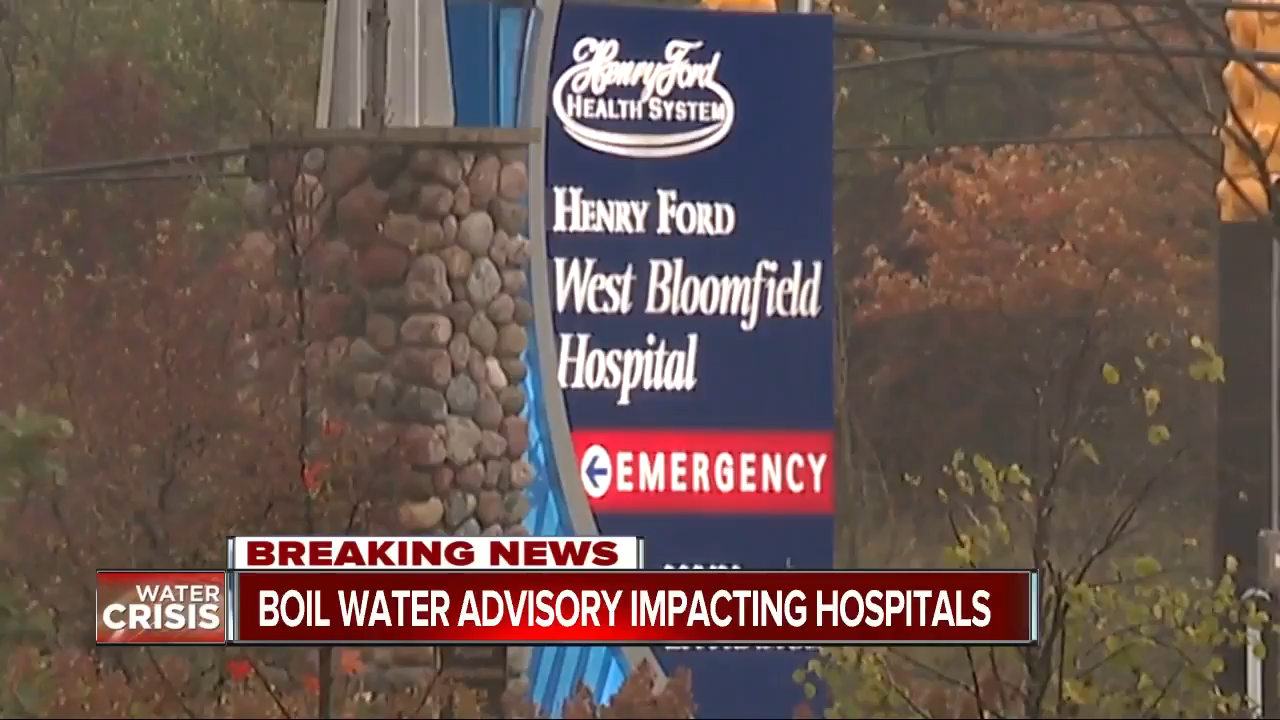 Henry Ford
HEALTH SYSTEM
HENRY FORD
West Bloomfield
Hospital
EMERGENCY
BREAKING NEWS
WATER
CRISIS
BOIL WATER ADVISORY IMPACTING HOSPITALS